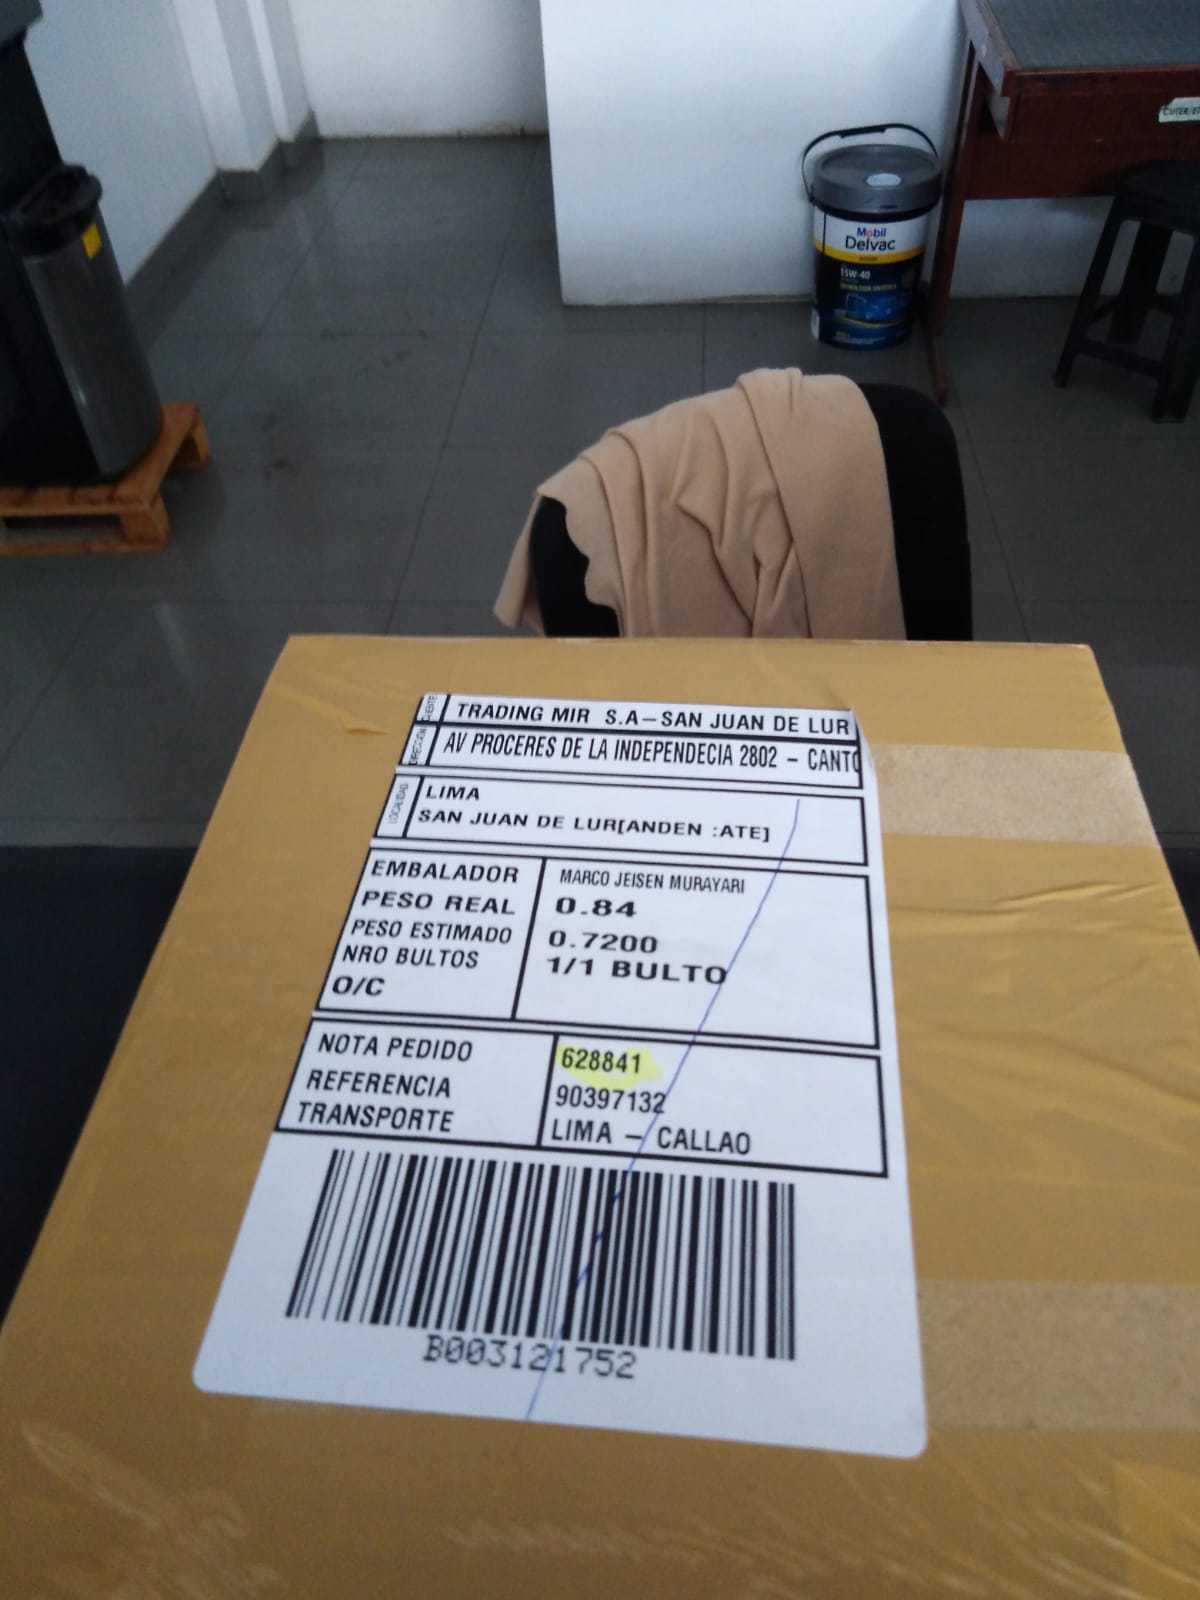 Mobil
Delvac
15W-40
CLIENTE
TRADING MIR S.A-SAN JUAN DE LUR
DIRECCION
AV PROCERES DE LA INDEPENDECIA 2802 - CANTO
LOCALIDAD
LIMA
SAN JUAN DE LUR[ANDEN :ATE]
EMBALADOR MARCO JEISEN MURAYARI
PESO REAL 0.84
PESO ESTIMADO 0.7200
NRO BULTOS 1/1 BULTO
O/C
NOTA PEDIDO 628841
REFERENCIA 90397132
TRANSPORTE LIMA - CALLAO
B003121752